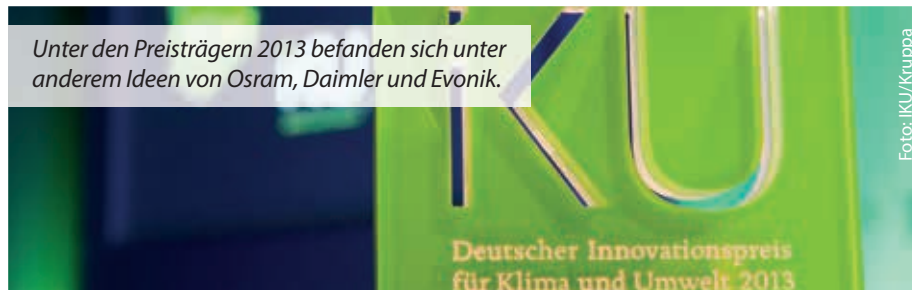 Unter den Preisträgern 2013 befanden sich unter
anderem Ideen von Osram, Daimler und Evonik.
IKU
Deutscher Innovationspreis
für Klima und Umwelt 2013
Foto: IKU/Kruppa